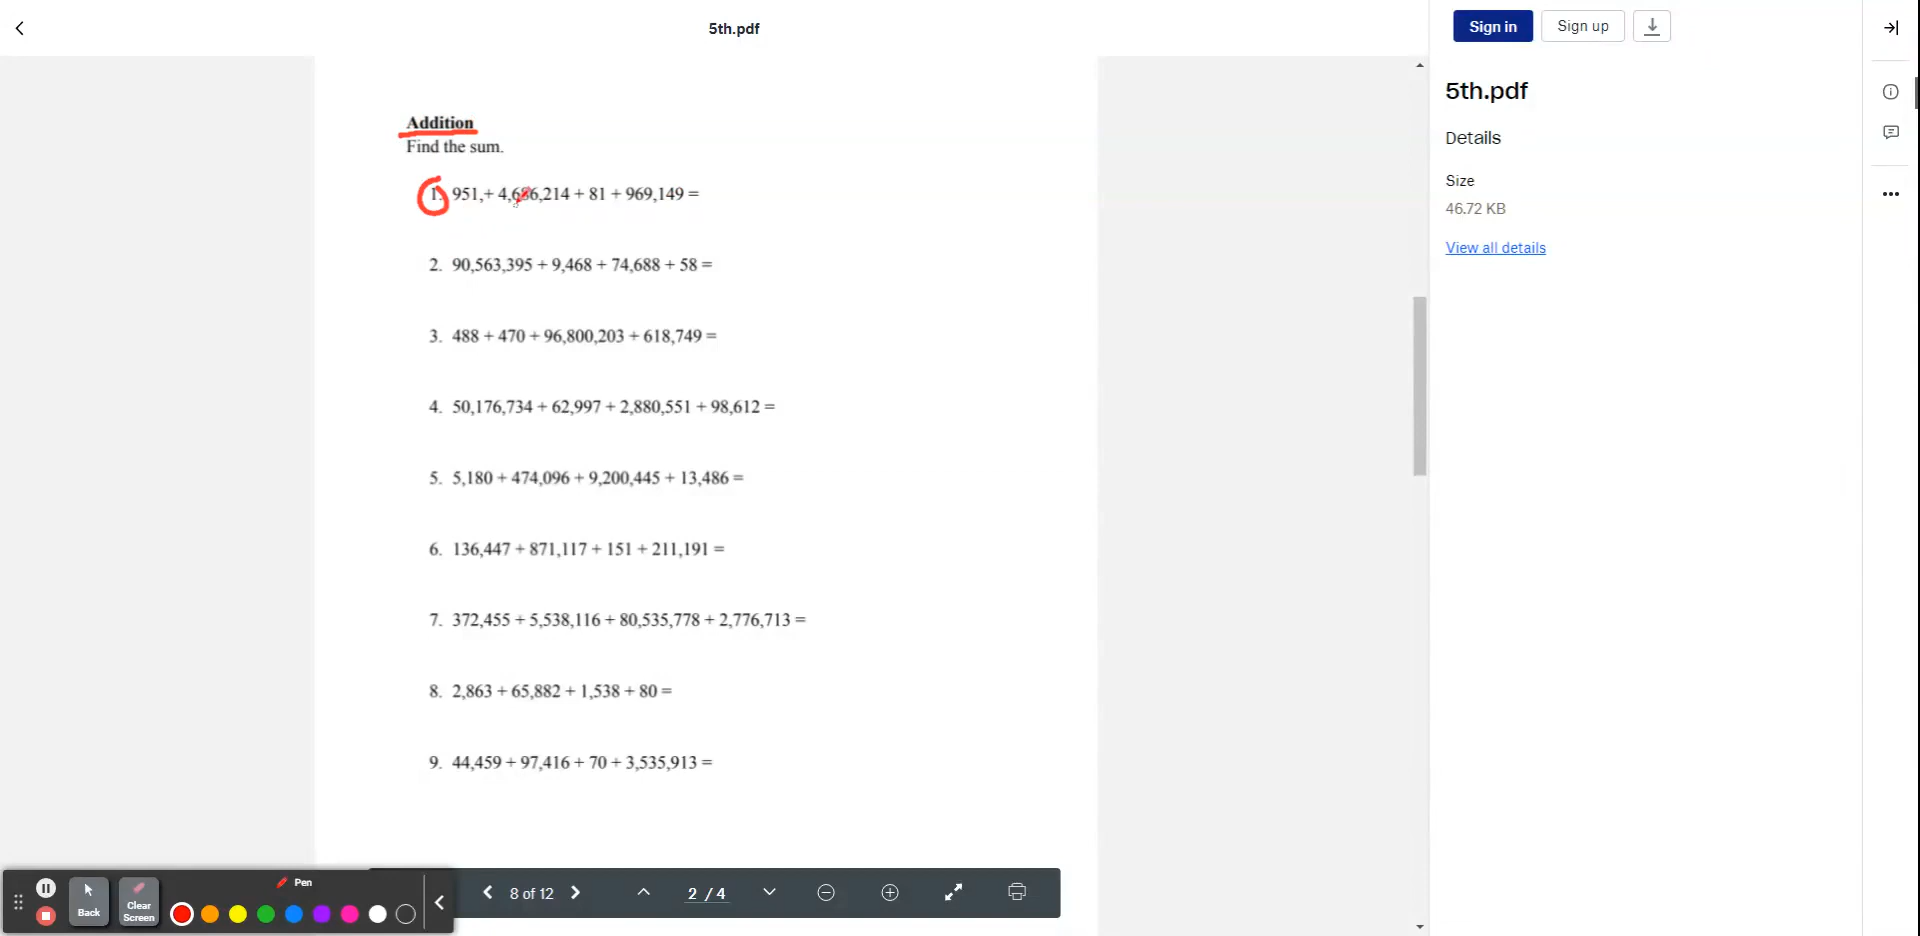 5th.pdf
Sign in
Sign up
5th.pdf
Details
Size
46.72 KB
View all details
Addition
Find the sum.
1. 951,+ 4,686,214 + 81 + 969,149 =
2. 90,563,395 + 9,468 + 74,688 + 58 =
3. 488 + 470 + 96,800,203 + 618,749 =
4. 50,176,734 + 62,997 + 2,880,551 + 98,612 =
5. 5,180 + 474,096 + 9,200,445 + 13,486 =
6. 136,447 + 871,117 + 151 + 211,191 =
7. 372,455 + 5,538,116 + 80,535,778 + 2,776,713 =
8. 2,863 + 65,882 + 1,538 + 80 =
9. 44,459 + 97,416 + 70 + 3,535,913 =
Pen
Back
Clear
Screen
8 of 12
2 / 4